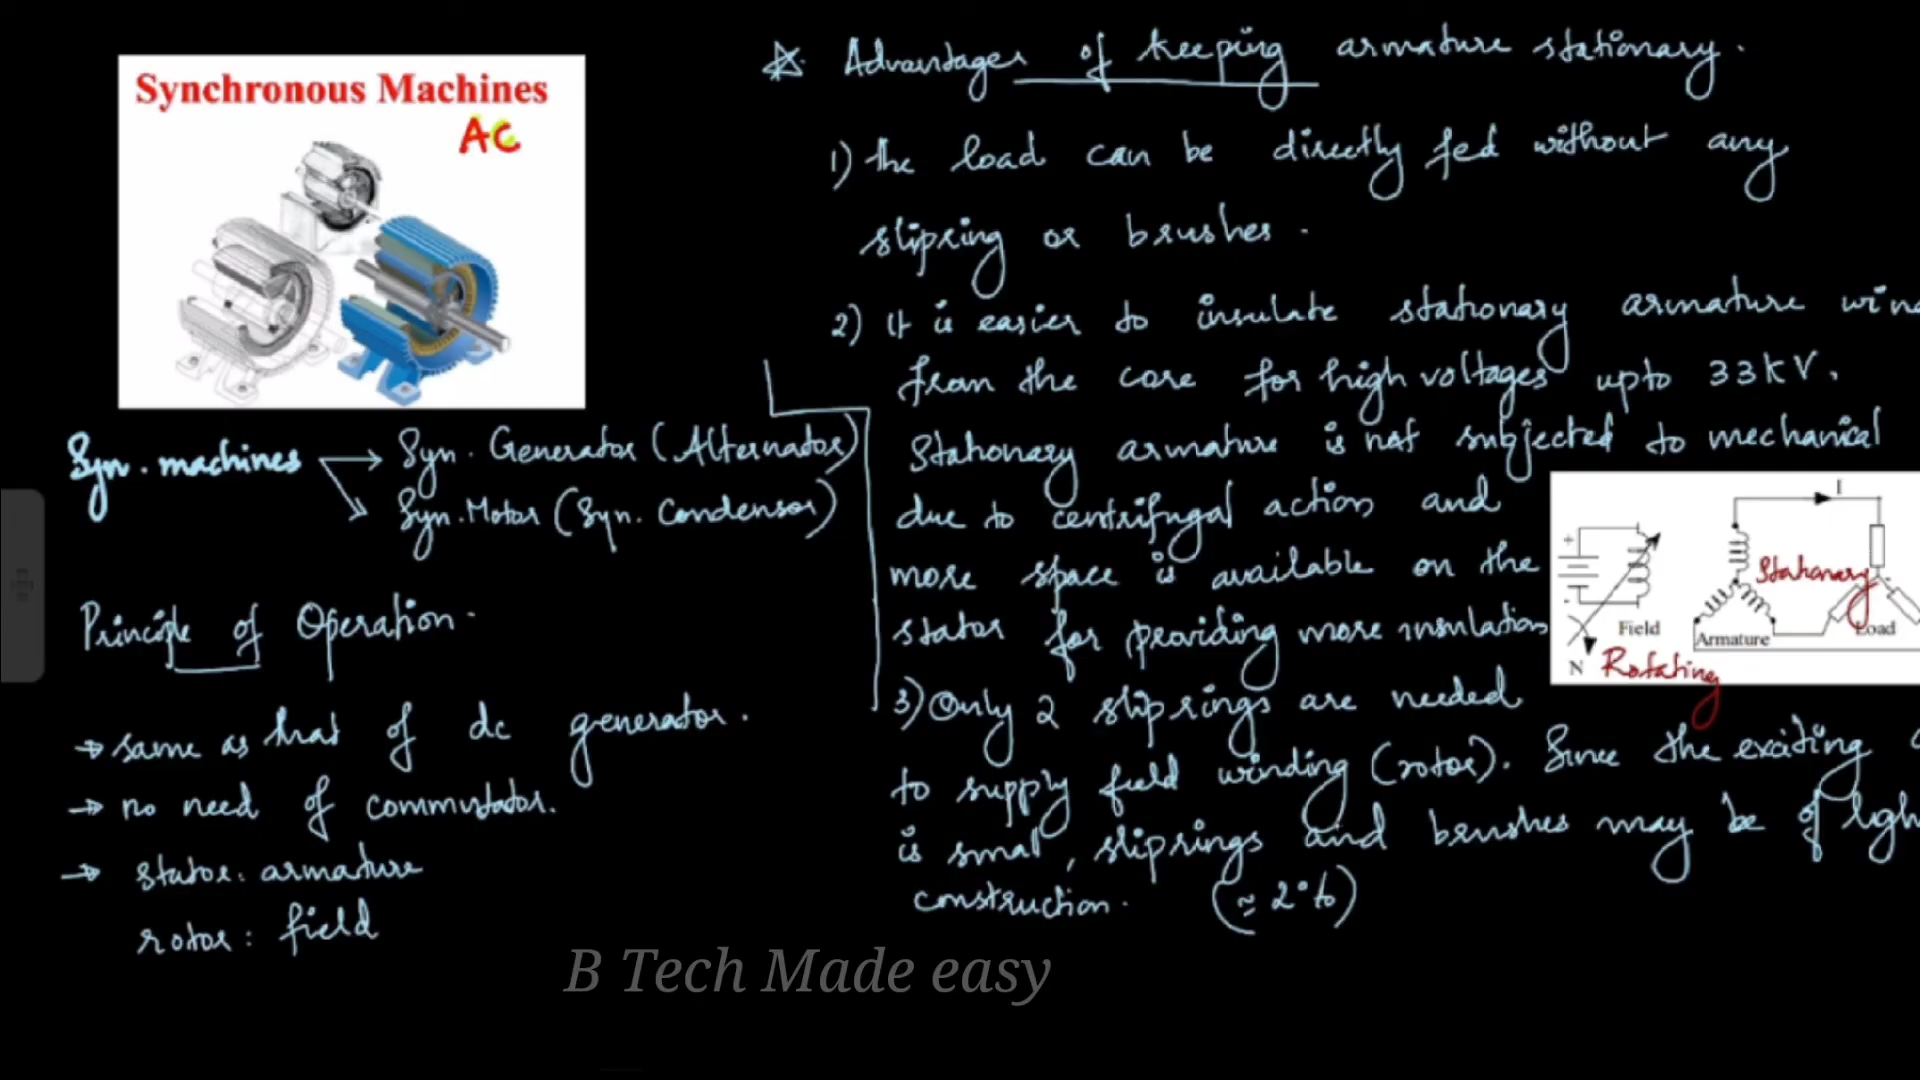 Synchronous Machines
AC
Syn. machines → Syn. Generator (Alternator)
Syn. Motor (Syn. Condensor)
Principle of Operation.
→ same as that of dc generator.
→ no need of commutator.
→ stator: armature
rotor: field
☆ Advantages of keeping armature stationary.
1) the load can be directly fed without any
slipring or brushes.
2) It is easier to insulate stationary armature wind
from the core for high voltages upto 33kV.
Stationary armature is not subjected to mechanical
due to centrifugal action and
more space is available on the
stator for providing more insulation
3) Only 2 sliprings are needed
to supply field winding (rotor). Since the exciting
is small, sliprings and brushes may be of ligh
construction. (≈ 2%)
I
+
-
Stationary
Field
Armature
Load
N
Rotating
B Tech Made easy